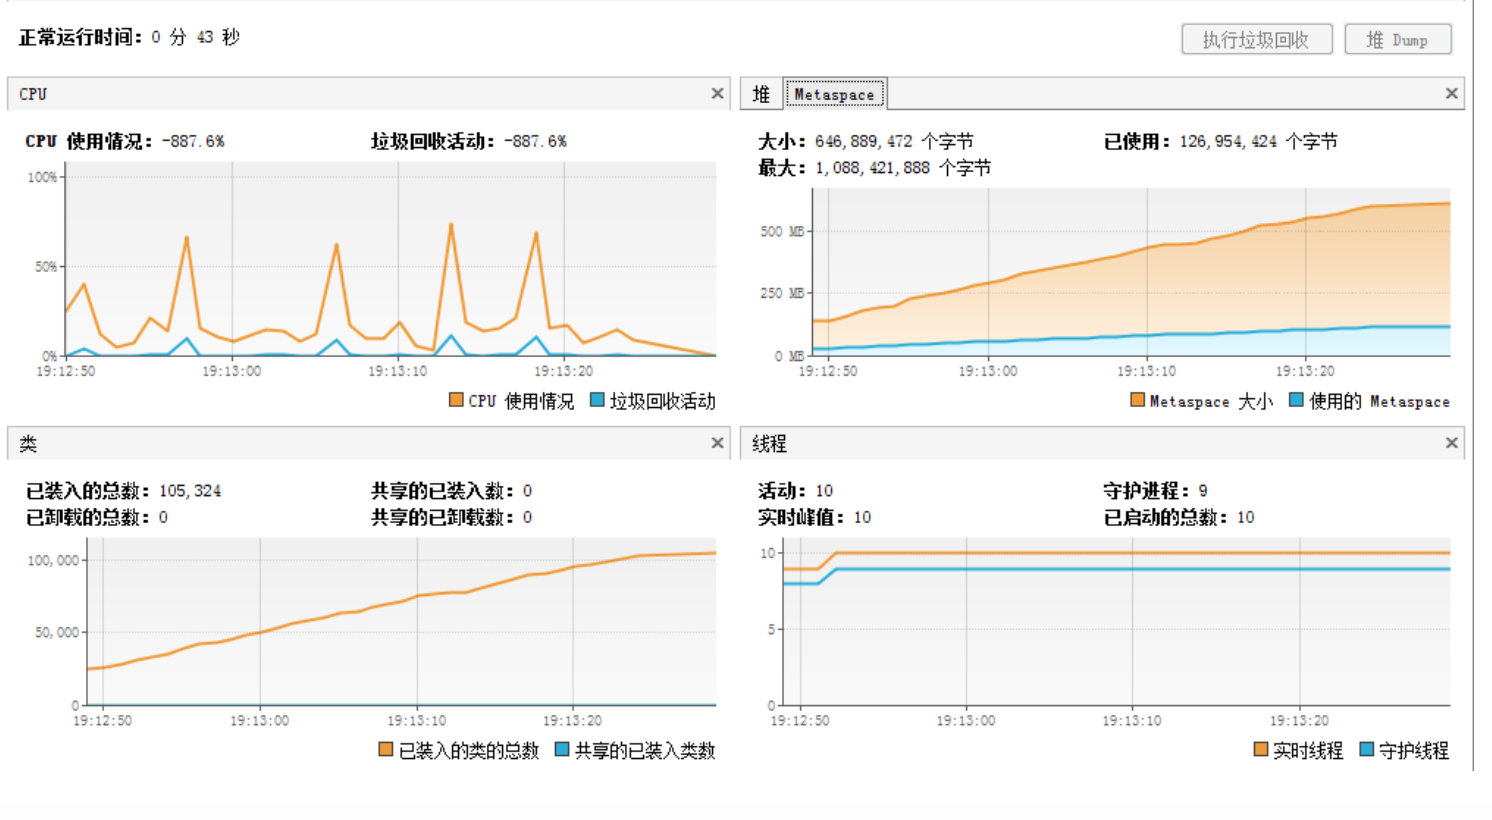 正常运行时间: 0 分 43 秒
执行垃圾回收 堆 Dump
CPU ×
CPU 使用情况: -887.6% 垃圾回收活动: -887.6%
100%
50%
0%
19:12:50 19:13:00 19:13:10 19:13:20
CPU 使用情况 垃圾回收活动
堆 Metaspace ×
大小: 646,889,472 个字节 已使用: 126,954,424 个字节
最大: 1,088,421,888 个字节
500 MB
250 MB
0 MB
19:12:50 19:13:00 19:13:10 19:13:20
Metaspace 大小 使用的 Metaspace
类 ×
已装入的总数: 105,324 共享的已装入数: 0
已卸载的总数: 0 共享的已卸载数: 0
100,000
50,000
0
19:12:50 19:13:00 19:13:10 19:13:20
已装入的类的总数 共享的已装入类数
线程 ×
活动: 10 守护进程: 9
实时峰值: 10 已启动的总数: 10
10
5
0
19:12:50 19:13:00 19:13:10 19:13:20
实时线程 守护线程